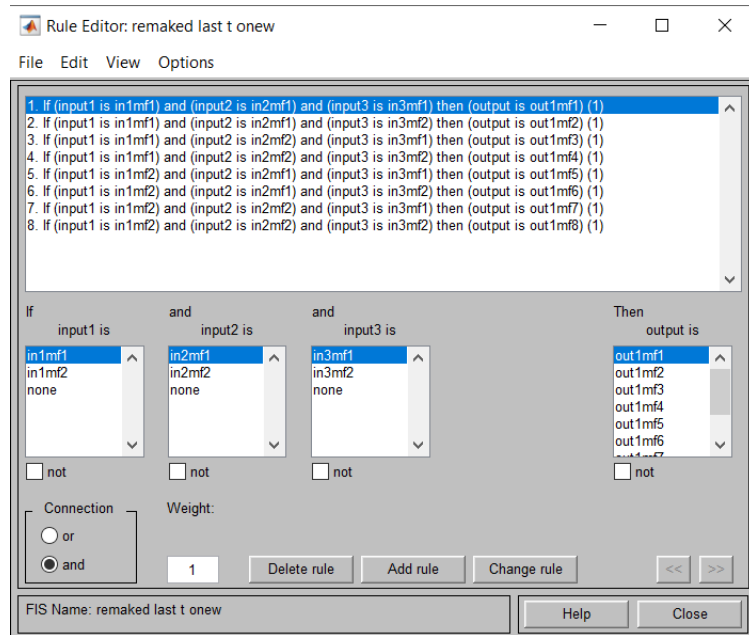 Rule Editor: remaked last t onew
File Edit View Options
1. If (input1 is in1mf1) and (input2 is in2mf1) and (input3 is in3mf1) then (output is out1mf1) (1)
2. If (input1 is in1mf1) and (input2 is in2mf1) and (input3 is in3mf2) then (output is out1mf2) (1)
3. If (input1 is in1mf1) and (input2 is in2mf2) and (input3 is in3mf1) then (output is out1mf3) (1)
4. If (input1 is in1mf1) and (input2 is in2mf2) and (input3 is in3mf2) then (output is out1mf4) (1)
5. If (input1 is in1mf2) and (input2 is in2mf1) and (input3 is in3mf1) then (output is out1mf5) (1)
6. If (input1 is in1mf2) and (input2 is in2mf1) and (input3 is in3mf2) then (output is out1mf6) (1)
7. If (input1 is in1mf2) and (input2 is in2mf2) and (input3 is in3mf1) then (output is out1mf7) (1)
8. If (input1 is in1mf2) and (input2 is in2mf2) and (input3 is in3mf2) then (output is out1mf8) (1)
If and and Then
input1 is input2 is input3 is output is
in1mf1 in2mf1 in3mf1 out1mf1
in1mf2 in2mf2 in3mf2 out1mf2
none none none out1mf3
out1mf4
out1mf5
out1mf6
not not not not
Connection Weight:
or
and 1 Delete rule Add rule Change rule << >>
FIS Name: remaked last t onew Help Close